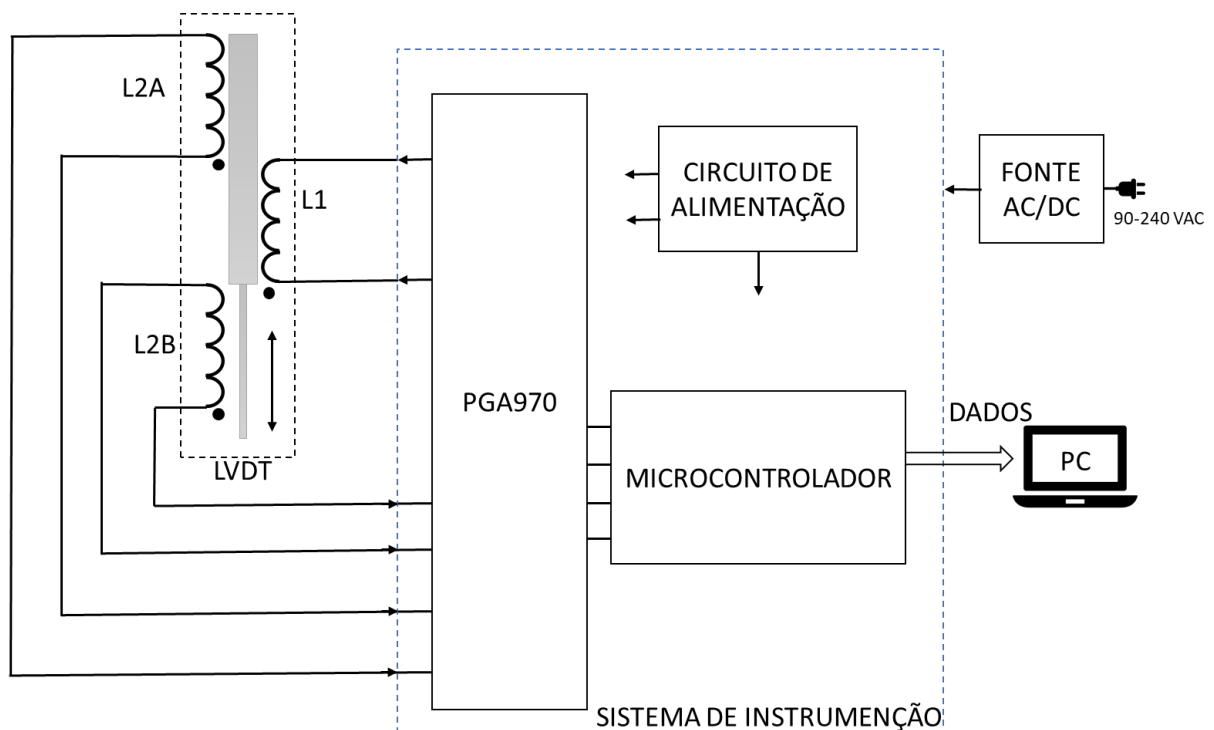 L2A
L1
L2B
LVDT
PGA970
CIRCUITO DE
ALIMENTAÇÃO
FONTE
AC/DC
90-240 VAC
MICROCONTROLADOR
DADOS
PC
SISTEMA DE INSTRUMENÇÃO